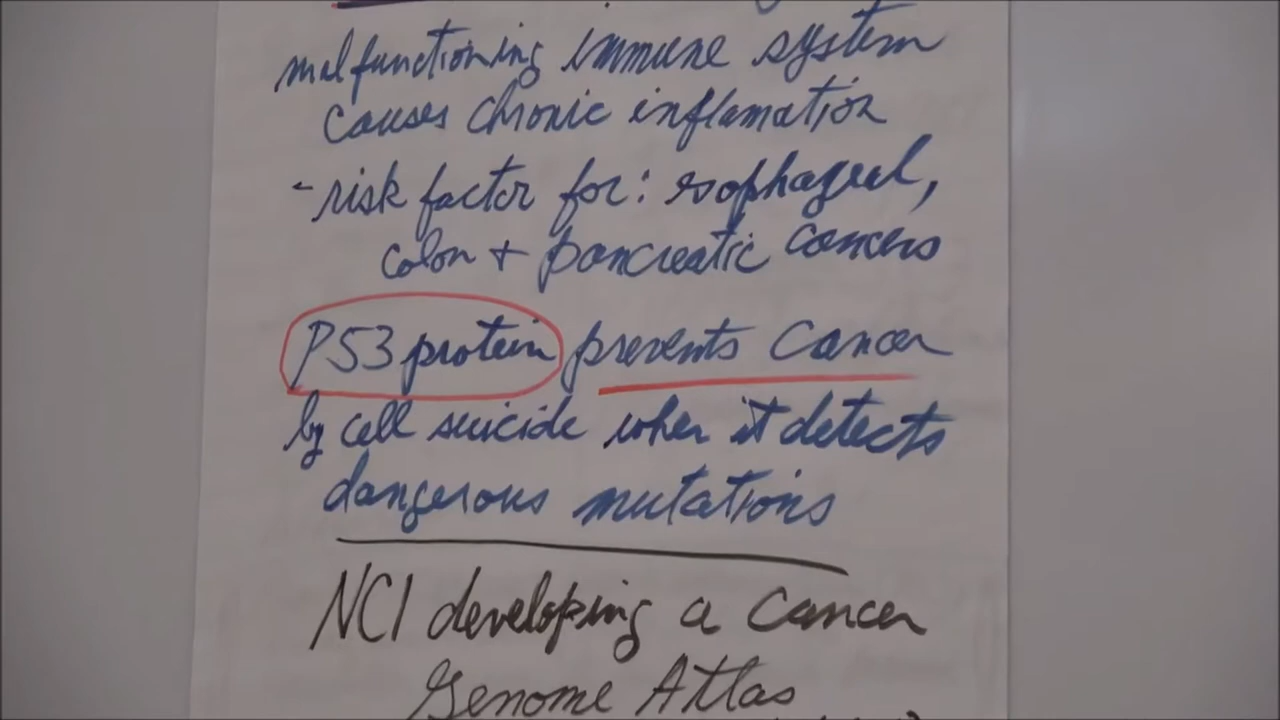 malfunctioning immune system
causes chronic inflamation
- risk factor for: esophageal,
colon + pancreatic cancers
P53 protein prevents Cancer
by cell suicide when it detects
dangerous mutations
NCI developing a Cancer
Genome Atlas